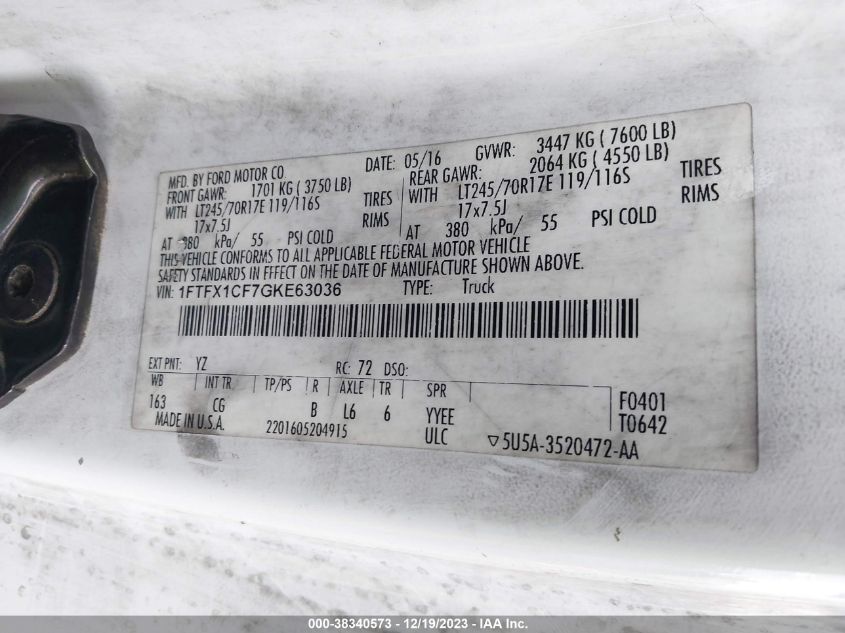 MFD. BY FORD MOTOR CO DATE: 05/16 GVWR: 3447 KG ( 7600 LB)
FRONT GAWR: 1701 KG ( 3750 LB) REAR GAWR: 2064 KG ( 4550 LB)
WITH LT245/70R17E 119/116S TIRES WITH LT245/70R17E 119/116S TIRES
17x7.5J RIMS 17x7.5J RIMS
AT 380 kPa/ 55 PSI COLD AT 380 kPa/ 55 PSI COLD
THIS VEHICLE CONFORMS TO ALL APPLICABLE FEDERAL MOTOR VEHICLE
SAFETY STANDARDS IN EFFECT ON THE DATE OF MANUFACTURE SHOWN ABOVE.
VIN: 1FTFX1CF7GKE63036 TYPE: Truck
EXT PNT: YZ RC: 72 DSO:
WB INT TR TP/PS R AXLE TR SPR
163 CG B L6 6 YYEE F0401
MADE IN U.S.A. 2201605204915 ULC T0642
▽5U5A-3520472-AA
000-38340573 - 12/19/2023 - IAA Inc.